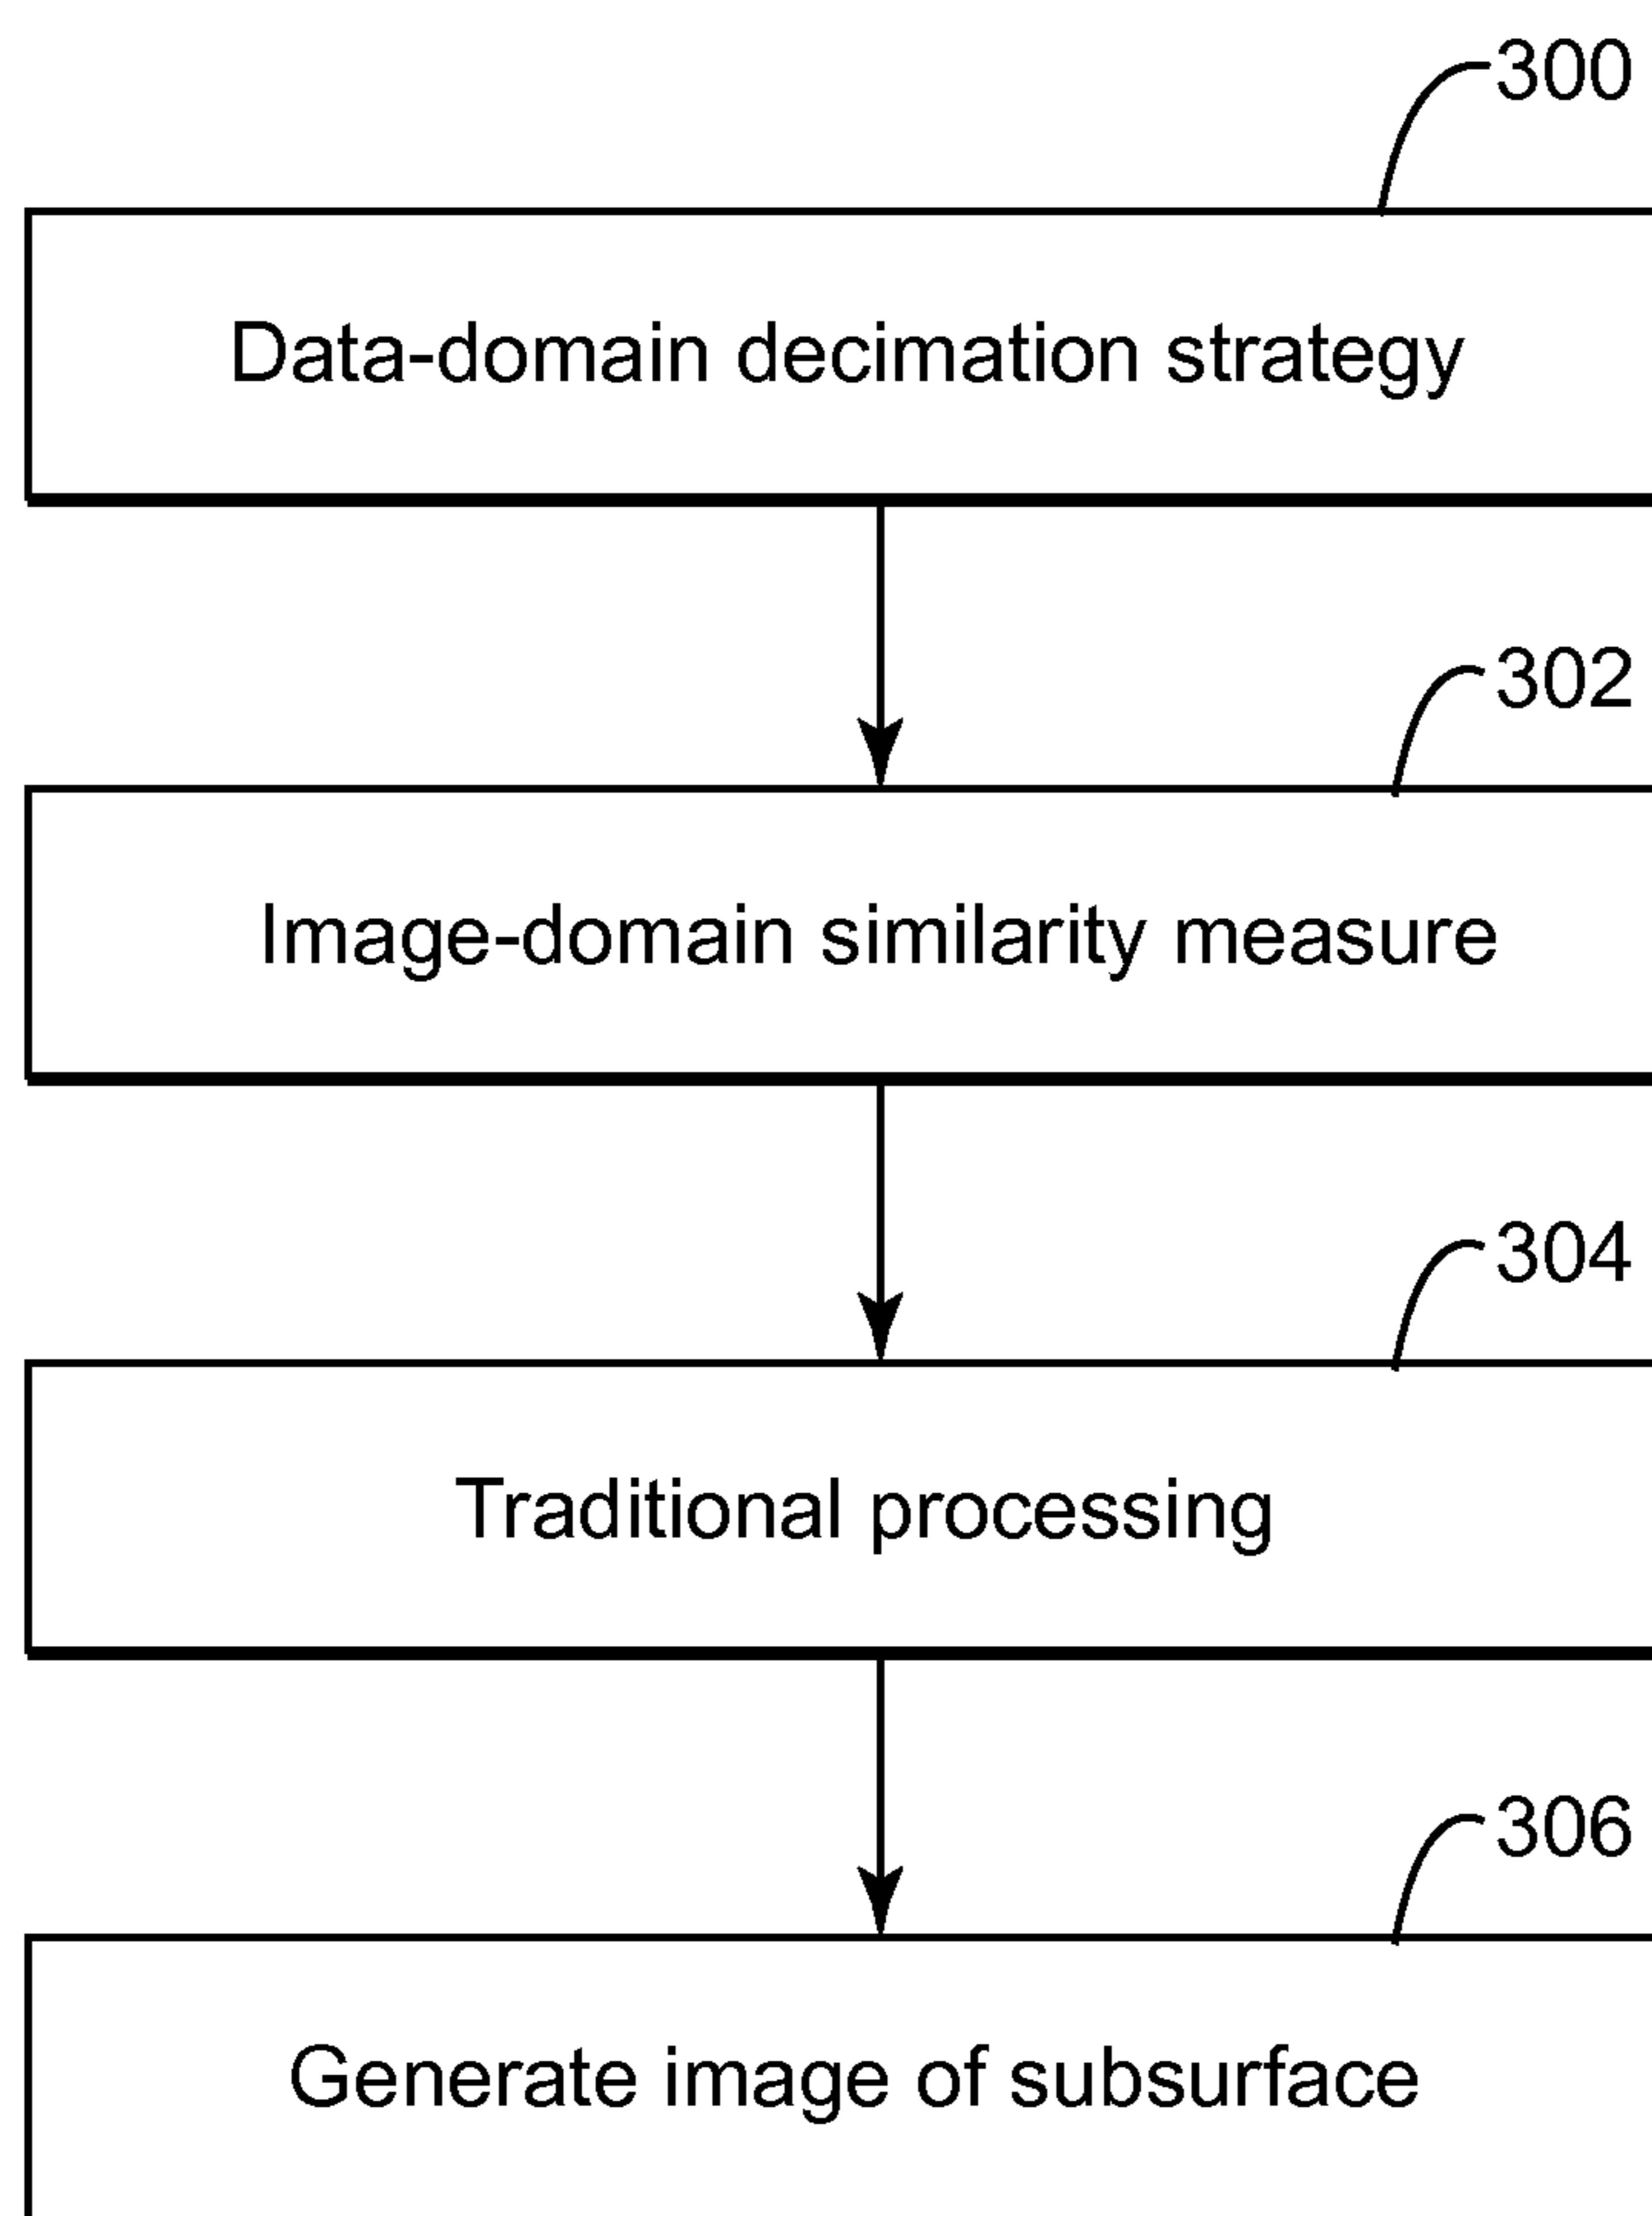 300
Data-domain decimation strategy
302
Image-domain similarity measure
304
Traditional processing
306
Generate image of subsurface